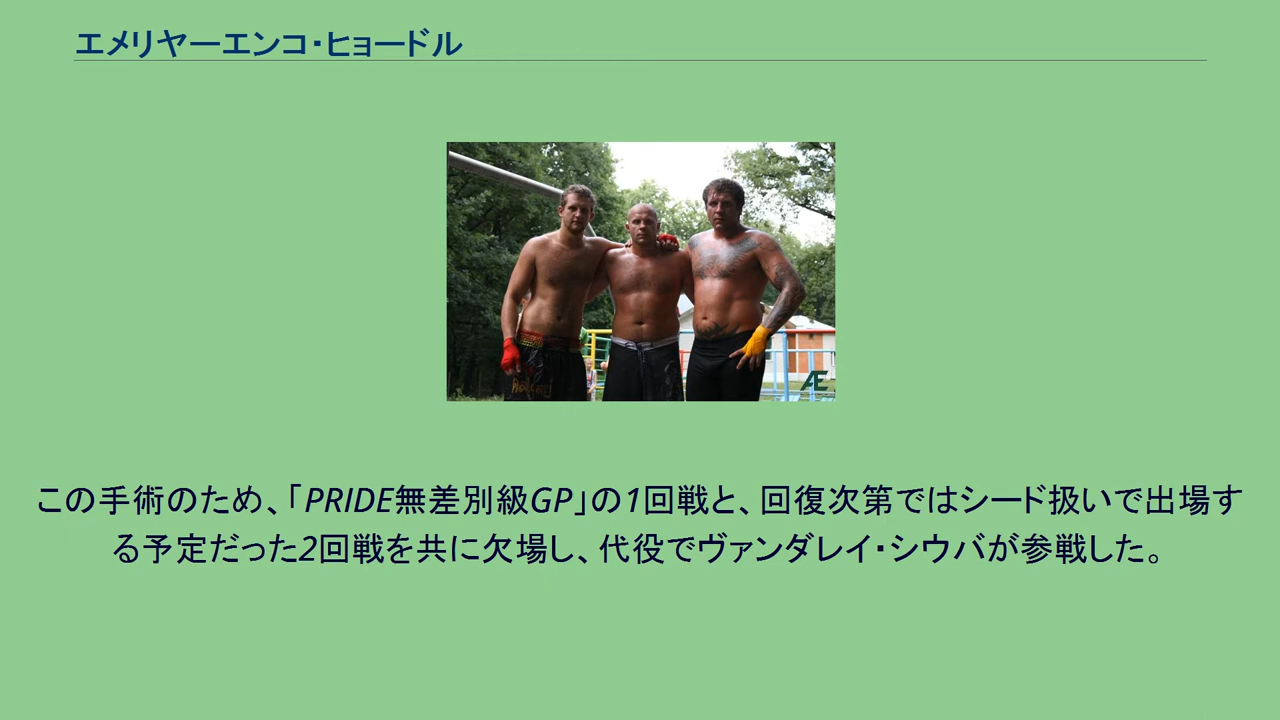 エメリヤーエンコ・ヒョードル
Æ
この手術のため、「PRIDE無差別級GP」の1回戦と、回復次第ではシード扱いで出場す
る予定だった2回戦を共に欠場し、代役でヴァンダレイ・シウバが参戦した。